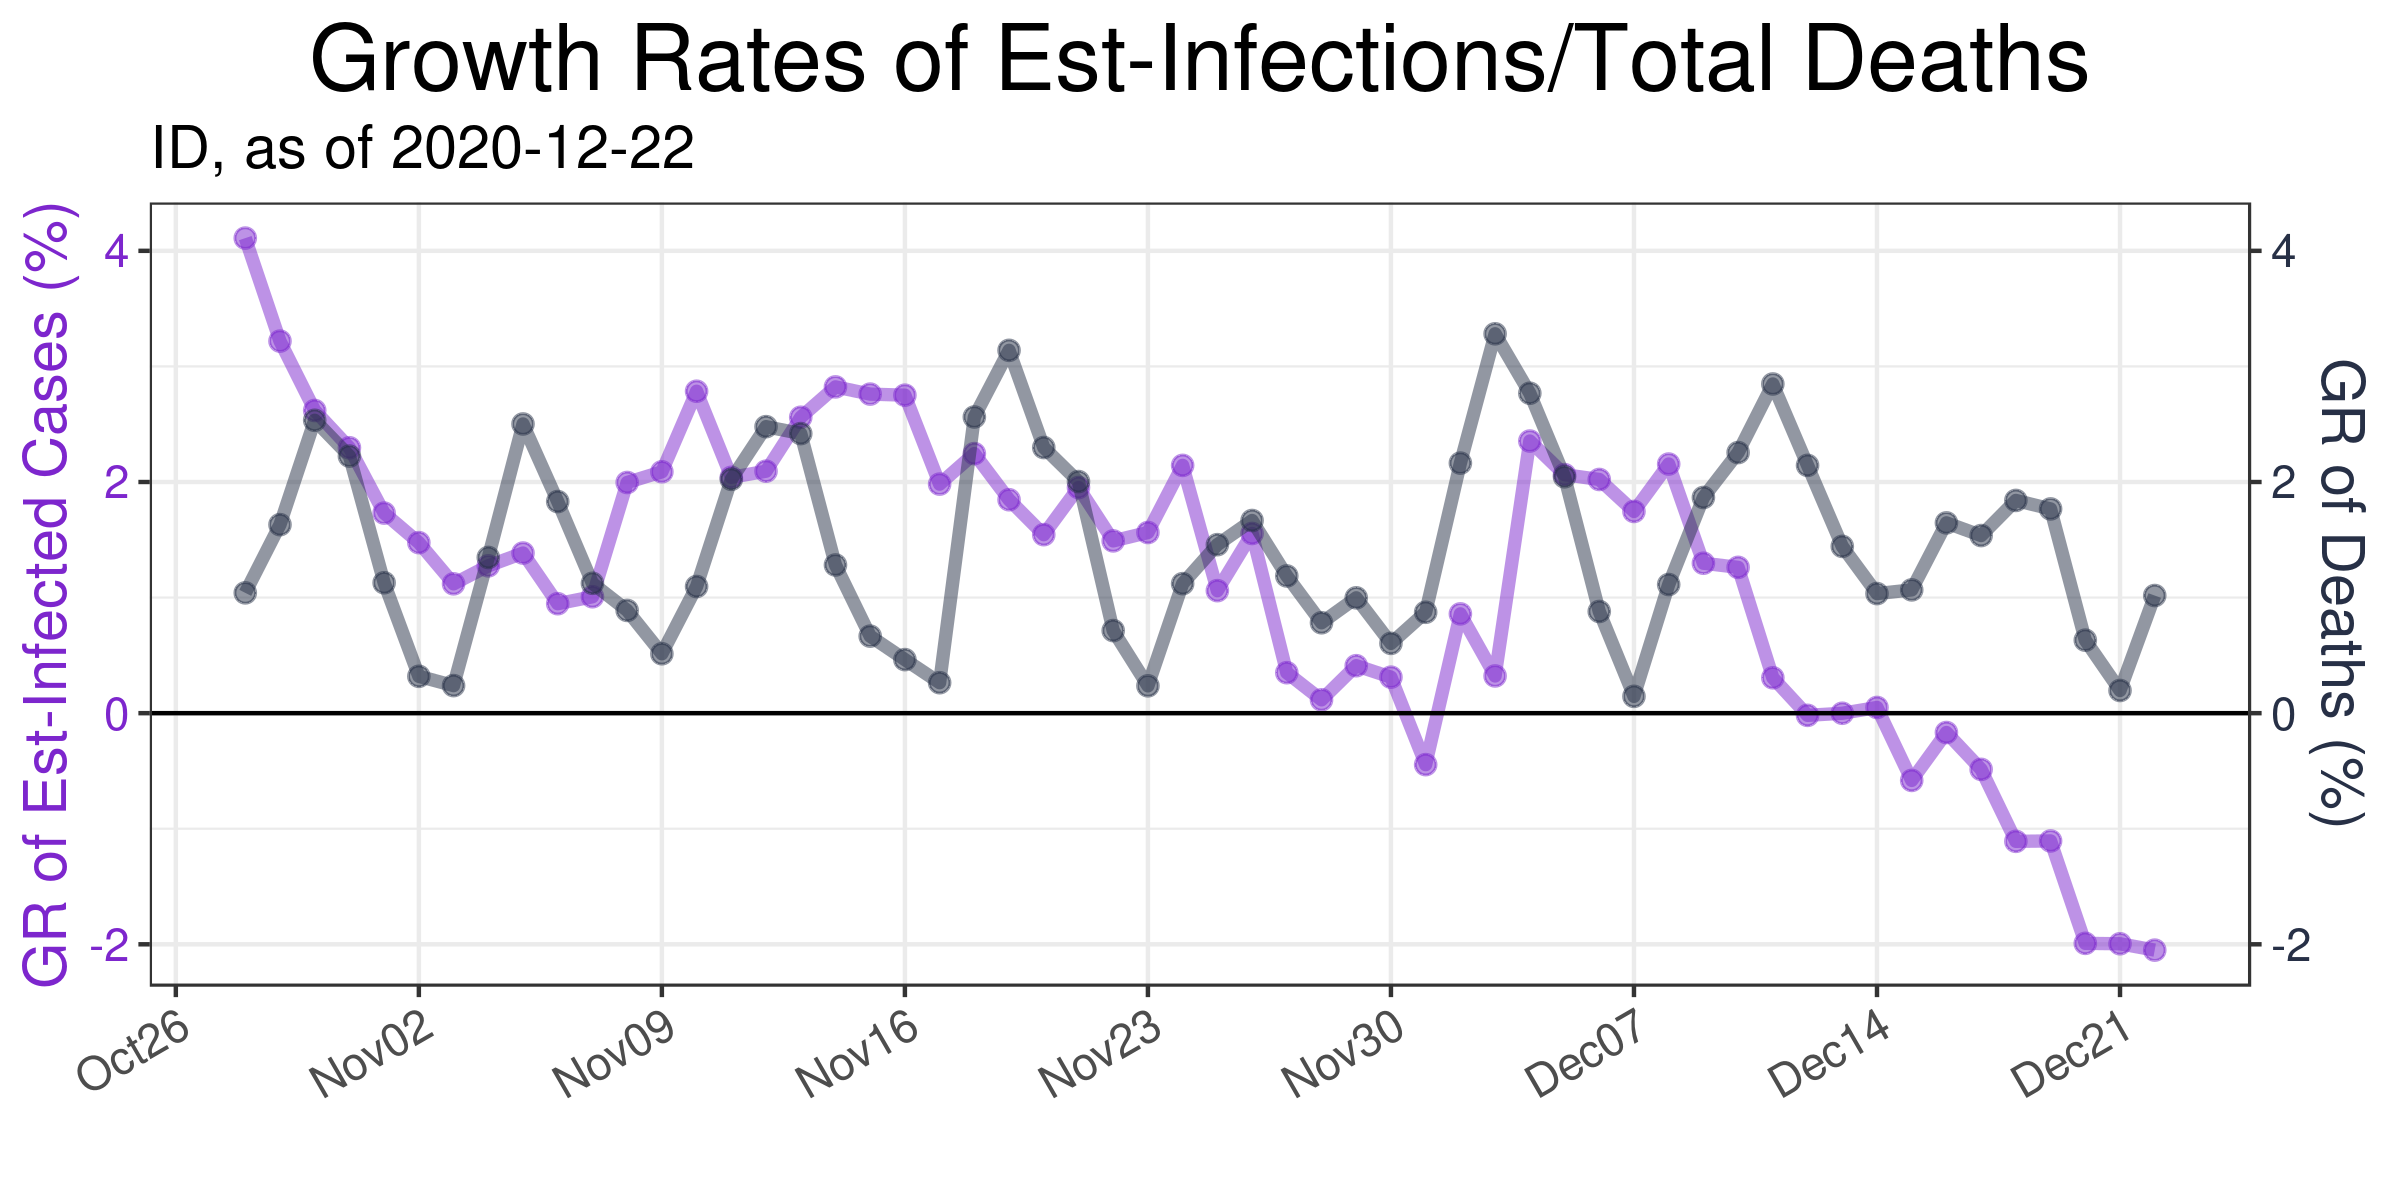 Growth Rates of Est-Infections/Total Deaths
ID, as of 2020-12-22
GR of Est-Infected Cases (%)
4
2
0
-2
4
2
0
-2
GR of Deaths (%)
Oct26
Nov02
Nov09
Nov16
Nov23
Nov30
Dec07
Dec14
Dec21